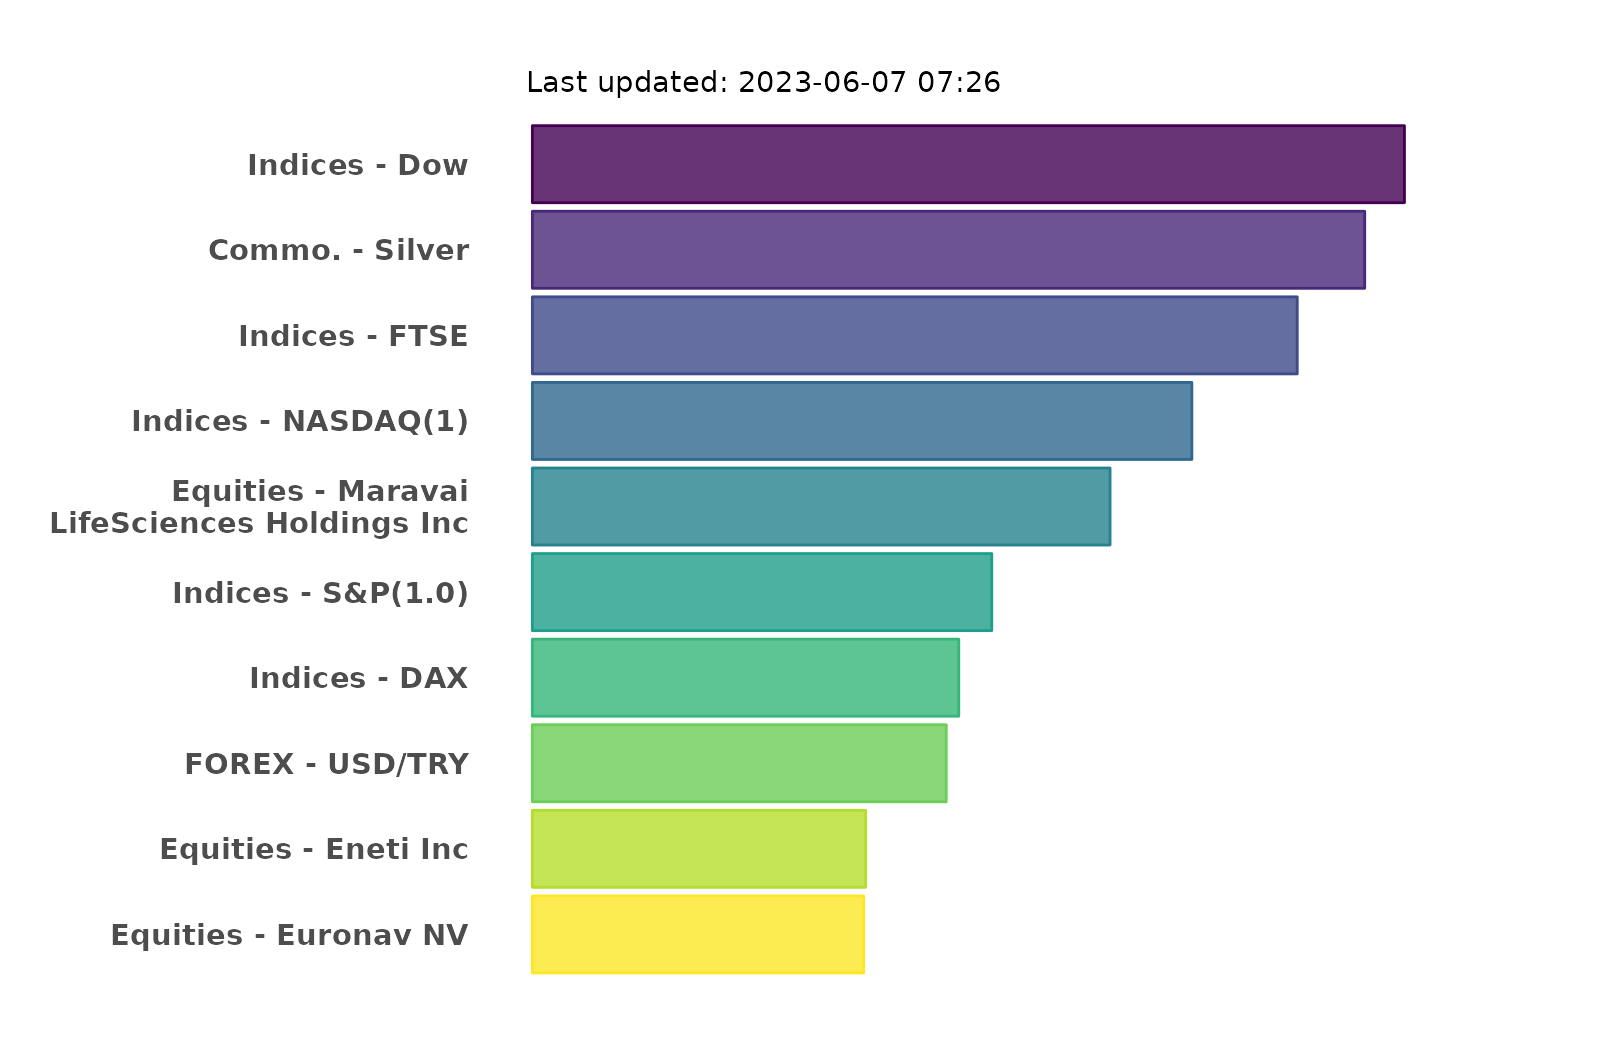 Last updated: 2023-06-07 07:26
Indices - Dow
Commo. - Silver
Indices - FTSE
Indices - NASDAQ(1)
Equities - Maravai
LifeSciences Holdings Inc
Indices - S&P(1.0)
Indices - DAX
FOREX - USD/TRY
Equities - Eneti Inc
Equities - Euronav NV